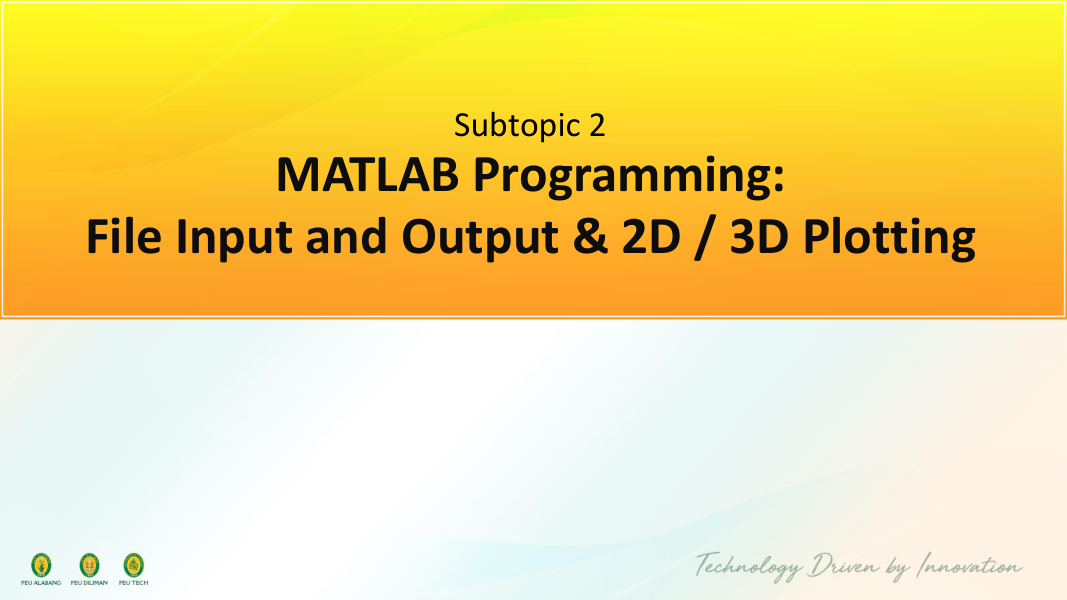 Subtopic 2
MATLAB Programming:
File Input and Output & 2D / 3D Plotting
FEU ALABANG FEU DILIMAN FEU TECH
Technology Driven by Innovation